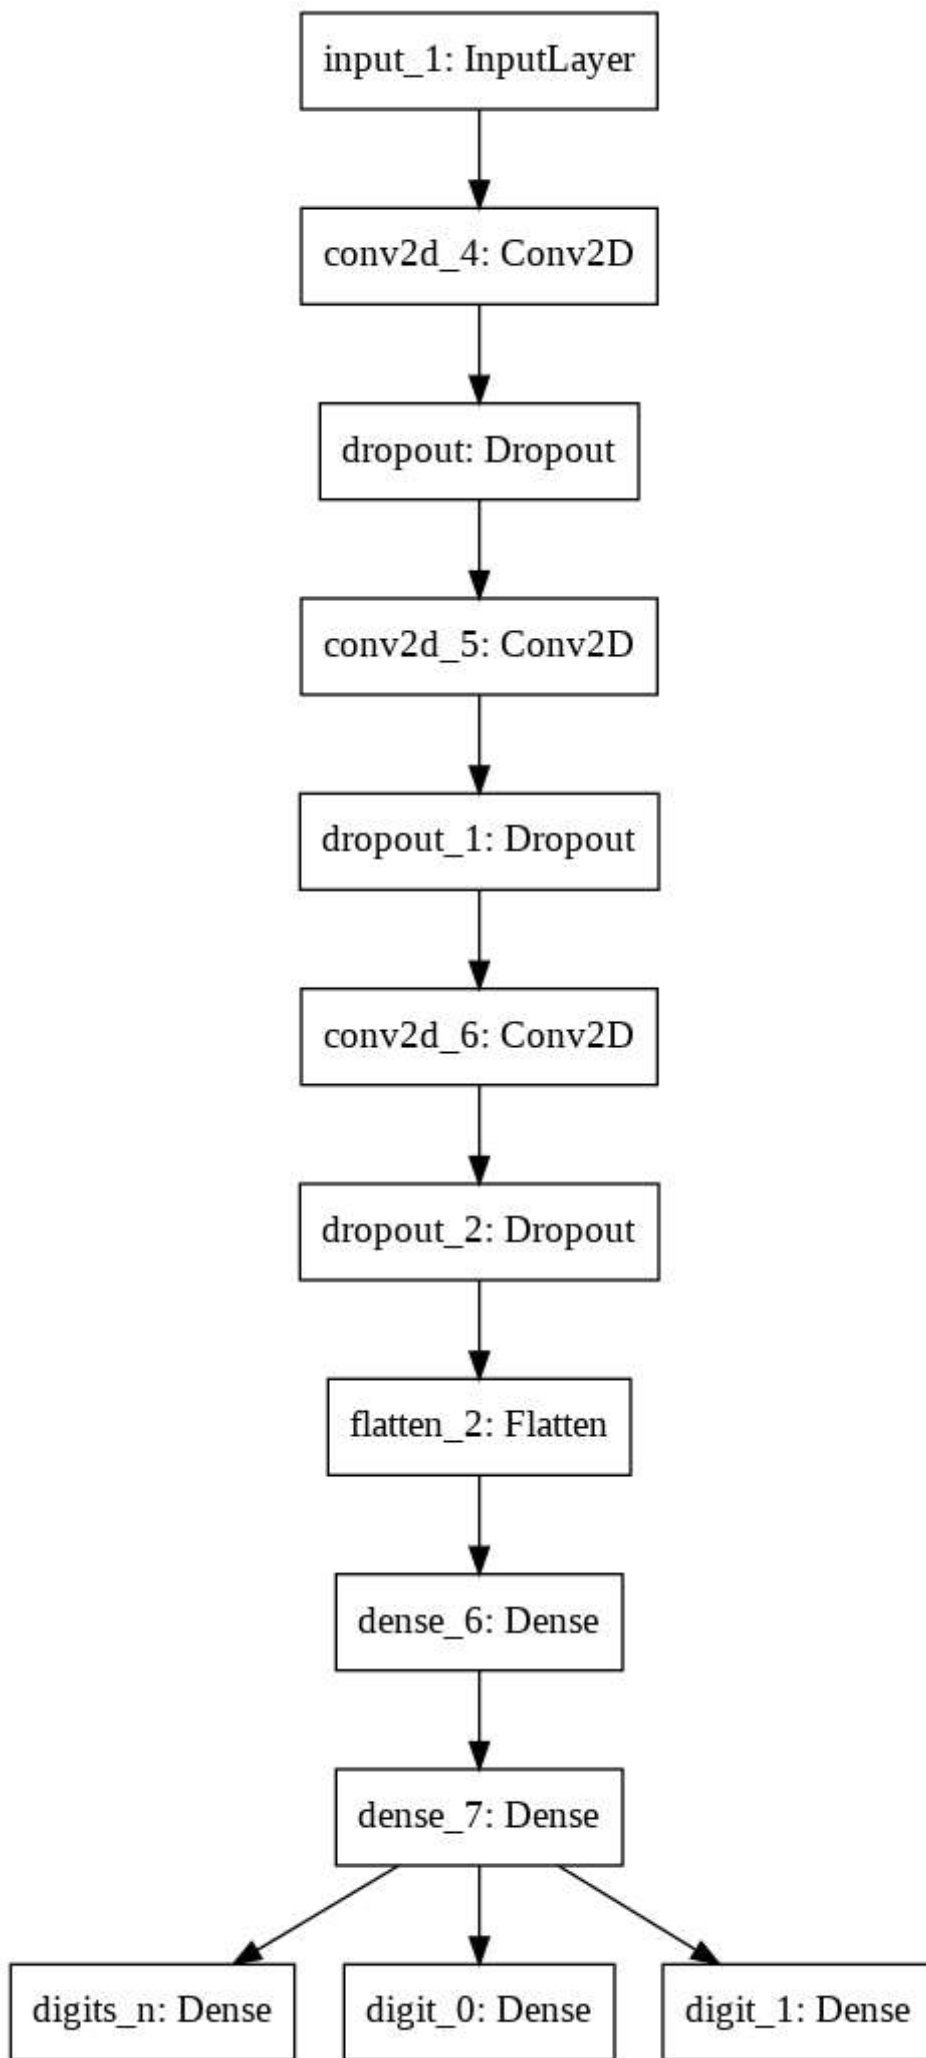 input_1: InputLayer
conv2d_4: Conv2D
dropout: Dropout
conv2d_5: Conv2D
dropout_1: Dropout
conv2d_6: Conv2D
dropout_2: Dropout
flatten_2: Flatten
dense_6: Dense
dense_7: Dense
digits_n: Dense
digit_0: Dense
digit_1: Dense